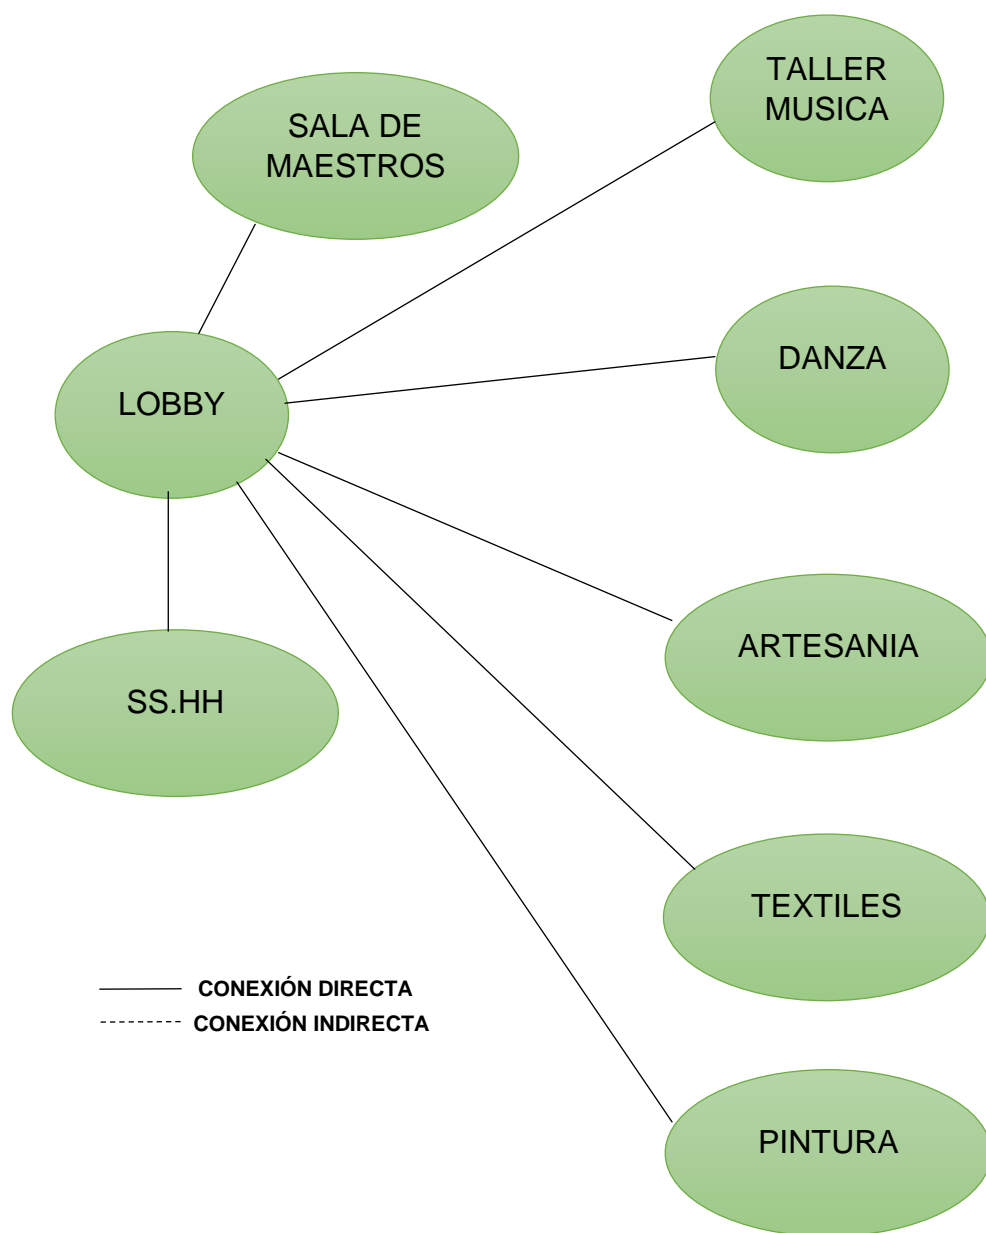 TALLER
MUSICA
SALA DE
MAESTROS
DANZA
LOBBY
ARTESANIA
SS.HH
TEXTILES
CONEXIÓN DIRECTA
CONEXIÓN INDIRECTA
PINTURA